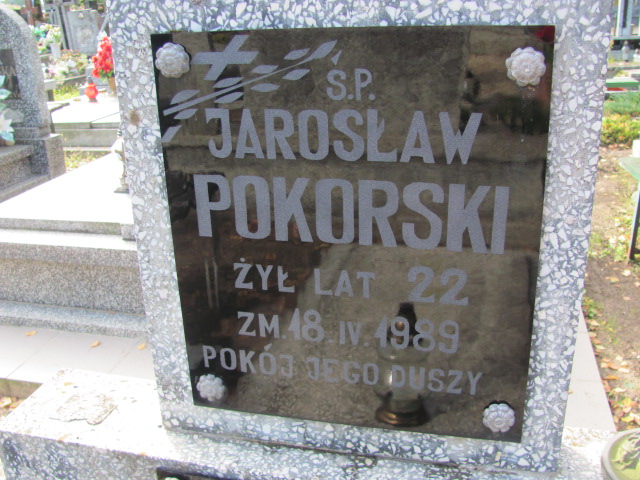 Ś.P.
JAROSŁAW
POKORSKI
ŻYŁ LAT 22
ZM. 18. IV. 1989
POKÓJ JEGO DUSZY